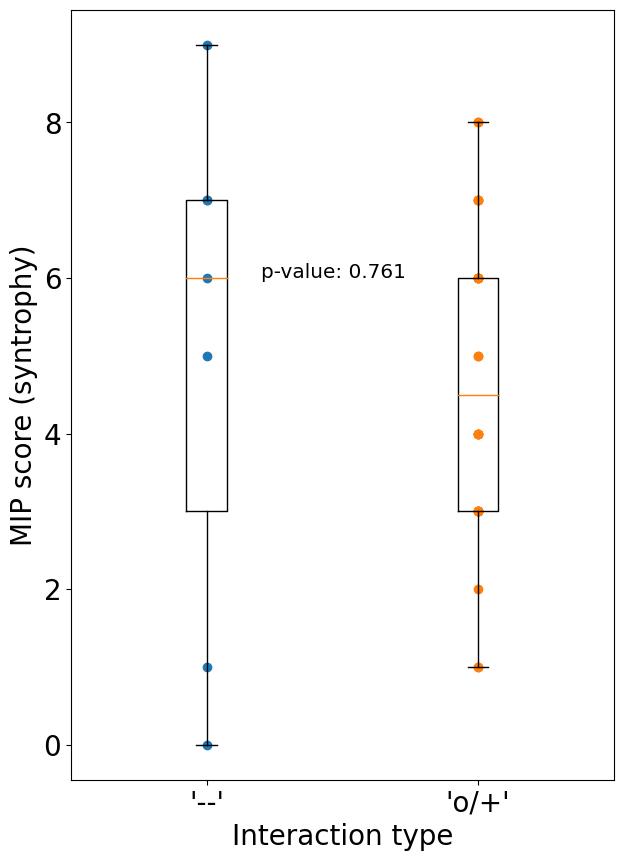 8
6
4
2
0
MIP score (syntrophy)
p-value: 0.761
'--'
'o/+'
Interaction type